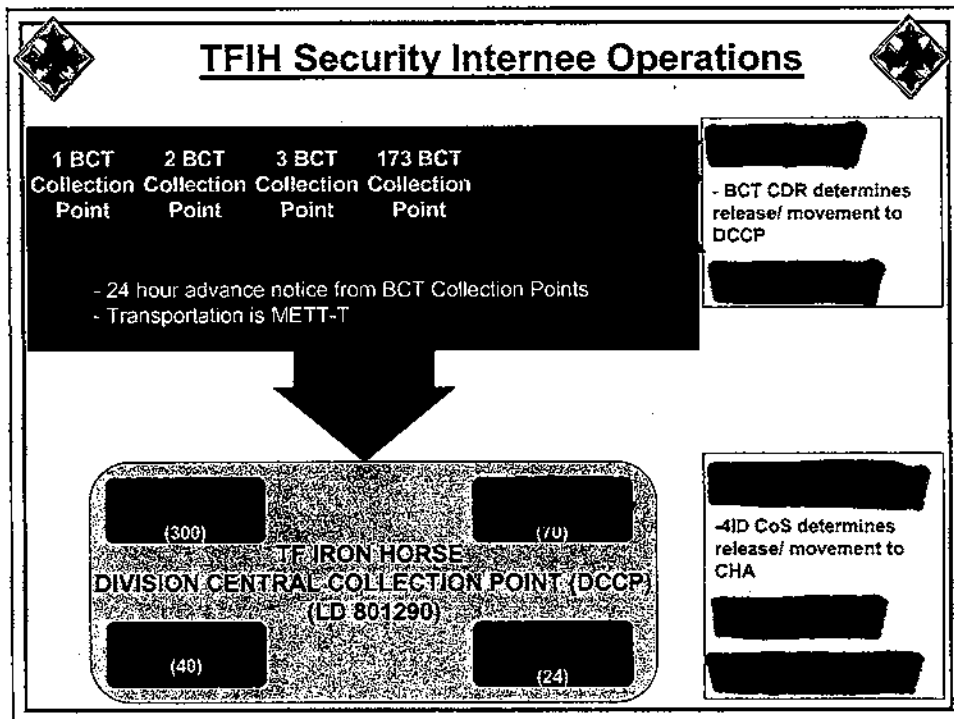 TFIH Security Internee Operations
1 BCT
Collection
Point
2 BCT
Collection
Point
3 BCT
Collection
Point
173 BCT
Collection
Point
- 24 hour advance notice from BCT Collection Points
- Transportation is METT-T
- BCT CDR determines
release/ movement to
DCCP
(300)
(70)
TF IRON HORSE
DIVISION CENTRAL COLLECTION POINT (DCCP)
(LD 801290)
(40)
(24)
-4ID CoS determines
release/ movement to
CHA